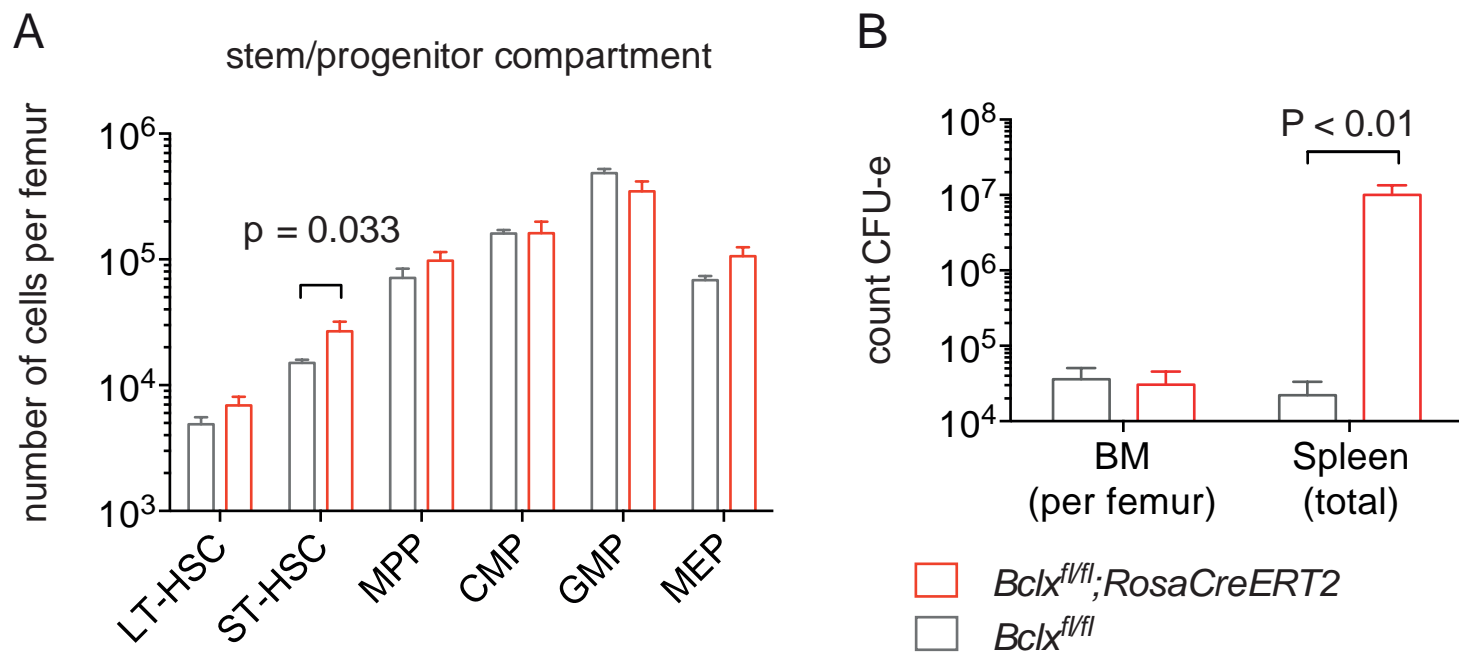 A
stem/progenitor compartment
number of cells per femur
10^6
10^5
10^4
10^3
p = 0.033
LT-HSC
ST-HSC
MPP
CMP
GMP
MEP
B
count CFU-e
10^8
10^7
10^6
10^5
10^4
P < 0.01
BM
(per femur)
Spleen
(total)
Bclx^fl/fl;RosaCreERT2
Bclx^fl/fl